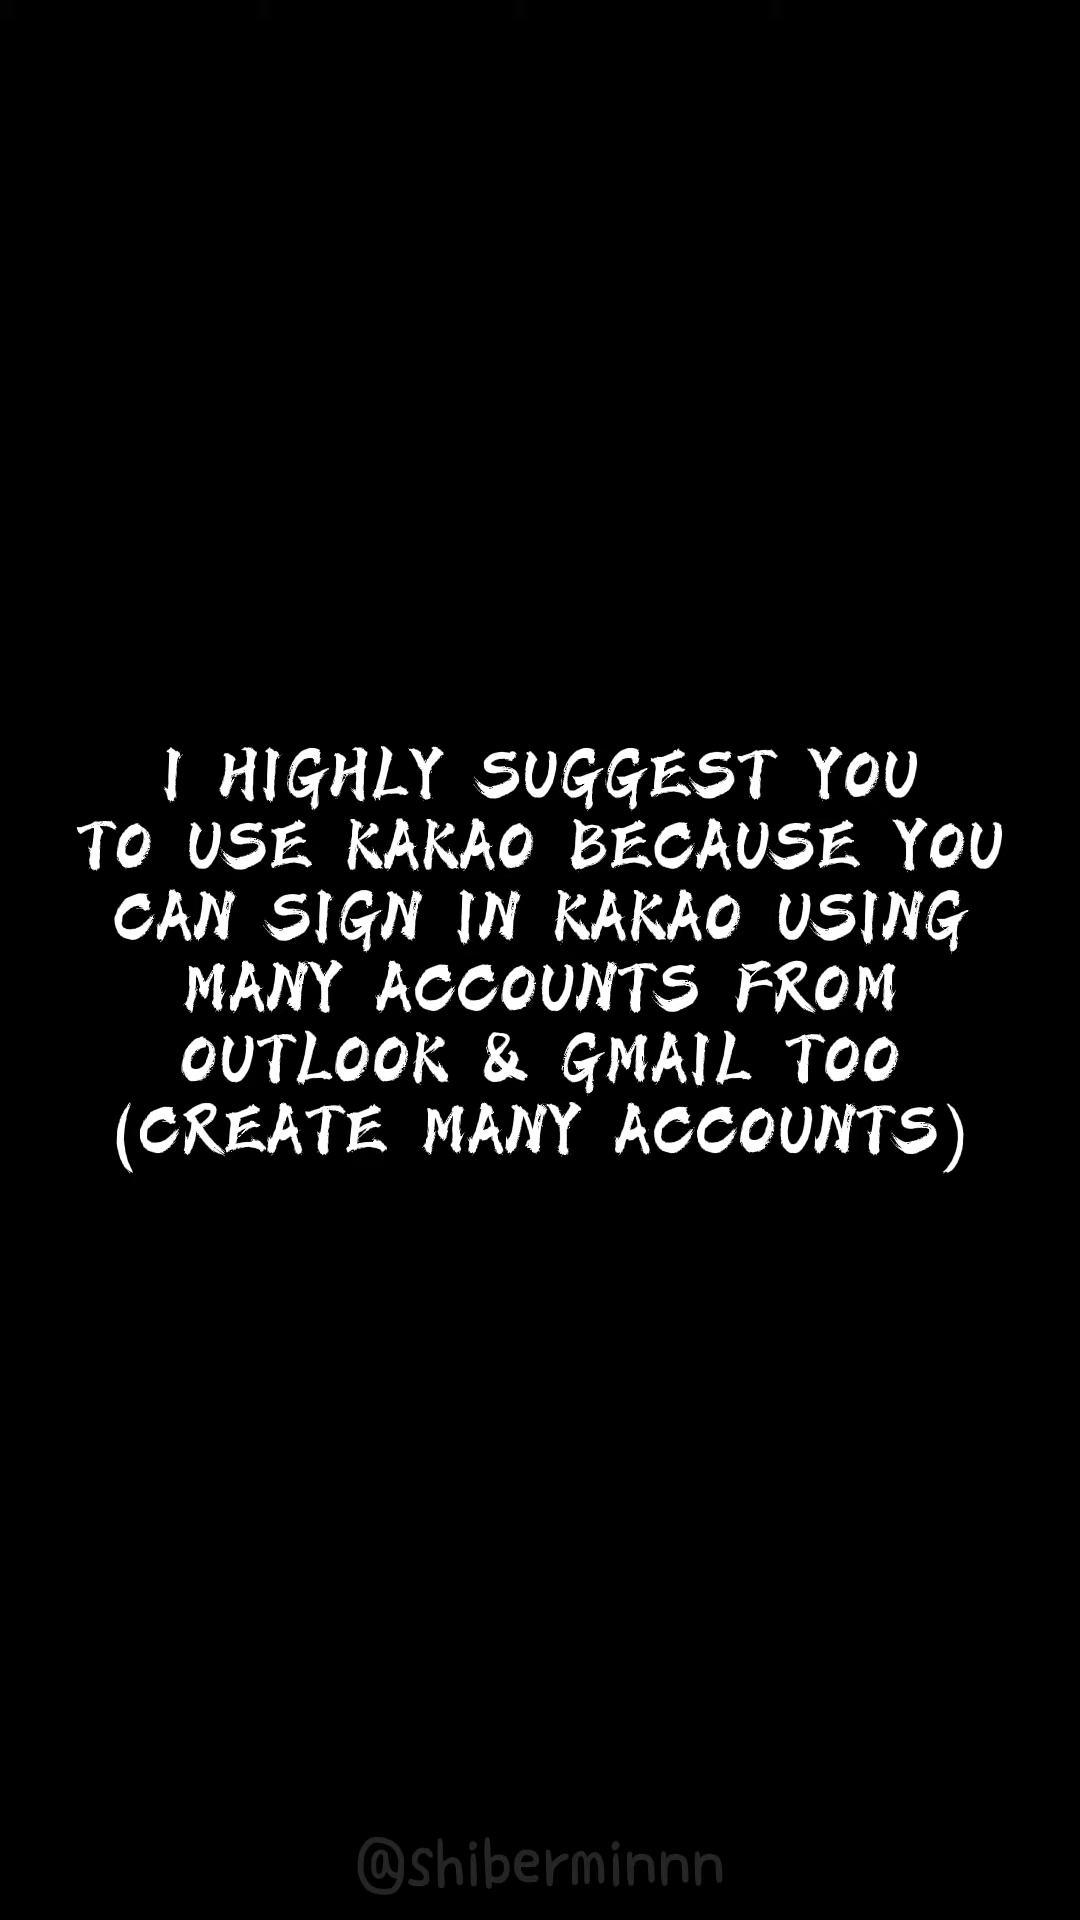 I HIGHLY SUGGEST YOU
TO USE KAKAO BECAUSE YOU
CAN SIGN IN KAKAO USING
MANY ACCOUNTS FROM
OUTLOOK & GMAIL TOO
(CREATE MANY ACCOUNTS)
@shiberminnn